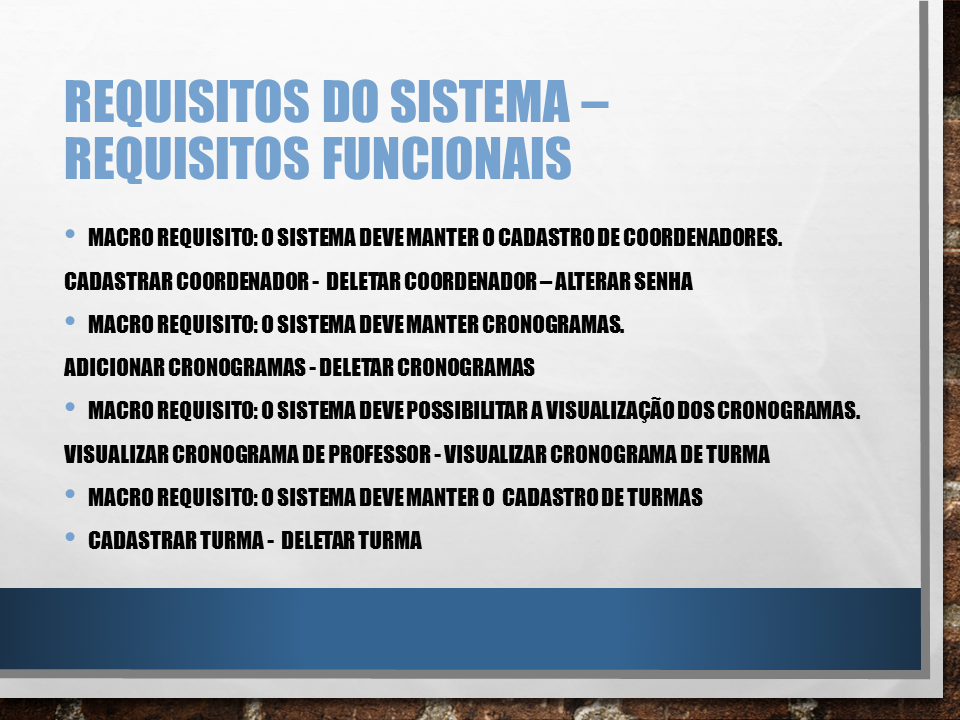 REQUISITOS DO SISTEMA –
REQUISITOS FUNCIONAIS
• MACRO REQUISITO: O SISTEMA DEVE MANTER O CADASTRO DE COORDENADORES.
CADASTRAR COORDENADOR - DELETAR COORDENADOR – ALTERAR SENHA
• MACRO REQUISITO: O SISTEMA DEVE MANTER CRONOGRAMAS.
ADICIONAR CRONOGRAMAS - DELETAR CRONOGRAMAS
• MACRO REQUISITO: O SISTEMA DEVE POSSIBILITAR A VISUALIZAÇÃO DOS CRONOGRAMAS.
VISUALIZAR CRONOGRAMA DE PROFESSOR - VISUALIZAR CRONOGRAMA DE TURMA
• MACRO REQUISITO: O SISTEMA DEVE MANTER O CADASTRO DE TURMAS
• CADASTRAR TURMA - DELETAR TURMA